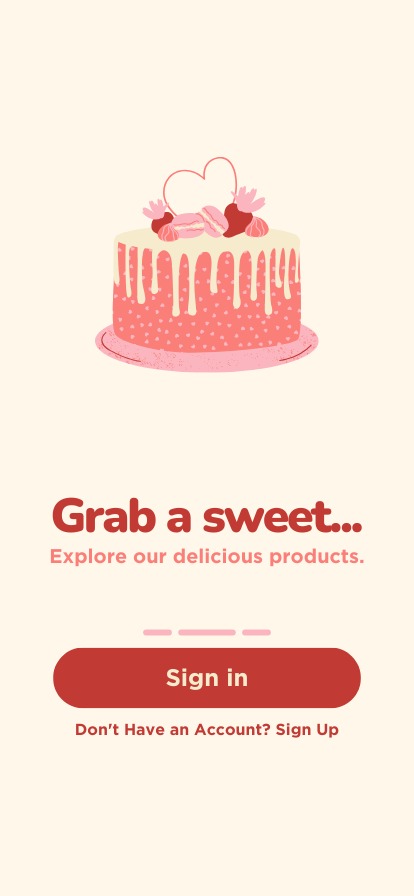 Grab a sweet...
Explore our delicious products.
Sign in
Don't Have an Account? Sign Up